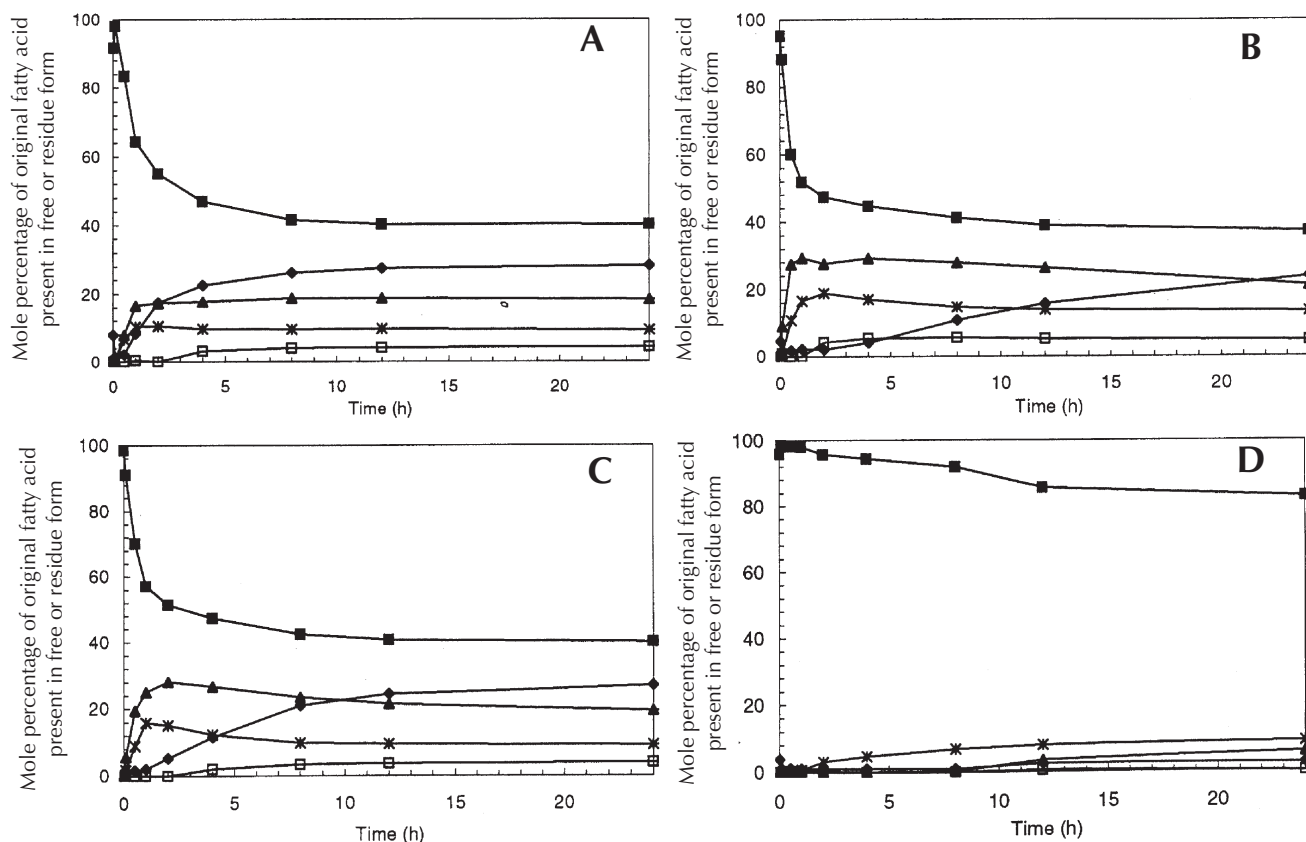 A
Mole percentage of original fatty acid
present in free or residue form
100
80
60
40
20
0
0 5 10 15 20
Time (h)
B
Mole percentage of original fatty acid
present in free or residue form
100
80
60
40
20
0
0 5 10 15 20
Time (h)
C
Mole percentage of original fatty acid
present in free or residue form
100
80
60
40
20
0
0 5 10 15 20
Time (h)
D
Mole percentage of original fatty acid
present in free or residue form
100
80
60
40
20
0
0 5 10 15 20
Time (h)